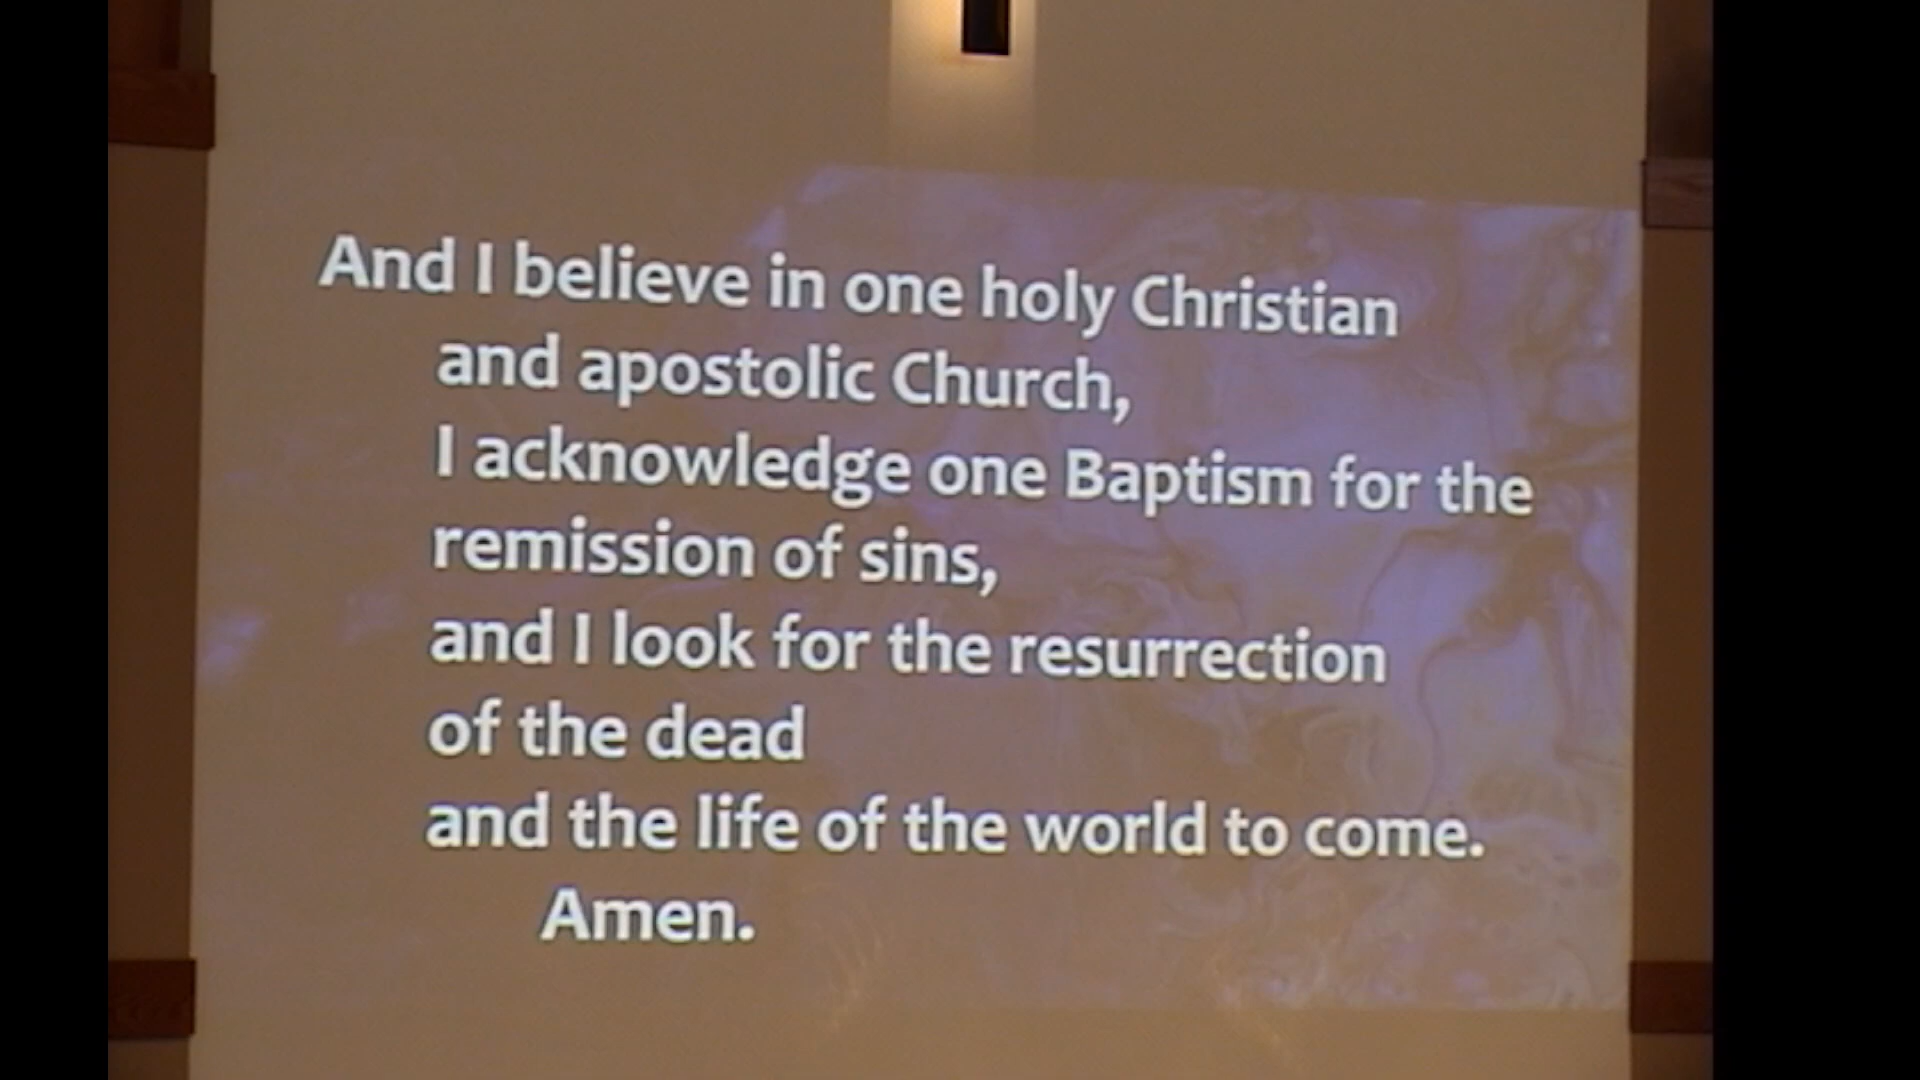 And I believe in one holy Christian
and apostolic Church,
I acknowledge one Baptism for the
remission of sins,
and I look for the resurrection
of the dead
and the life of the world to come.
Amen.